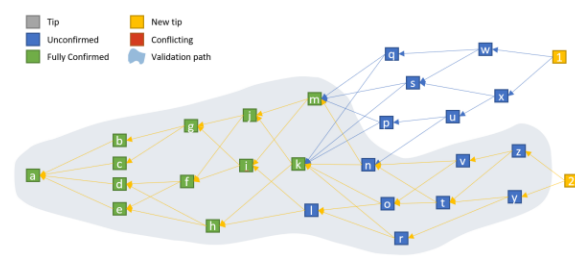 Tip
New tip
Unconfirmed
Conflicting
Fully Confirmed
Validation path
q
w
1
s
x
m
p
u
j
g
b
z
c
i
k
n
v
a
d
f
2
e
l
o
t
y
h
r